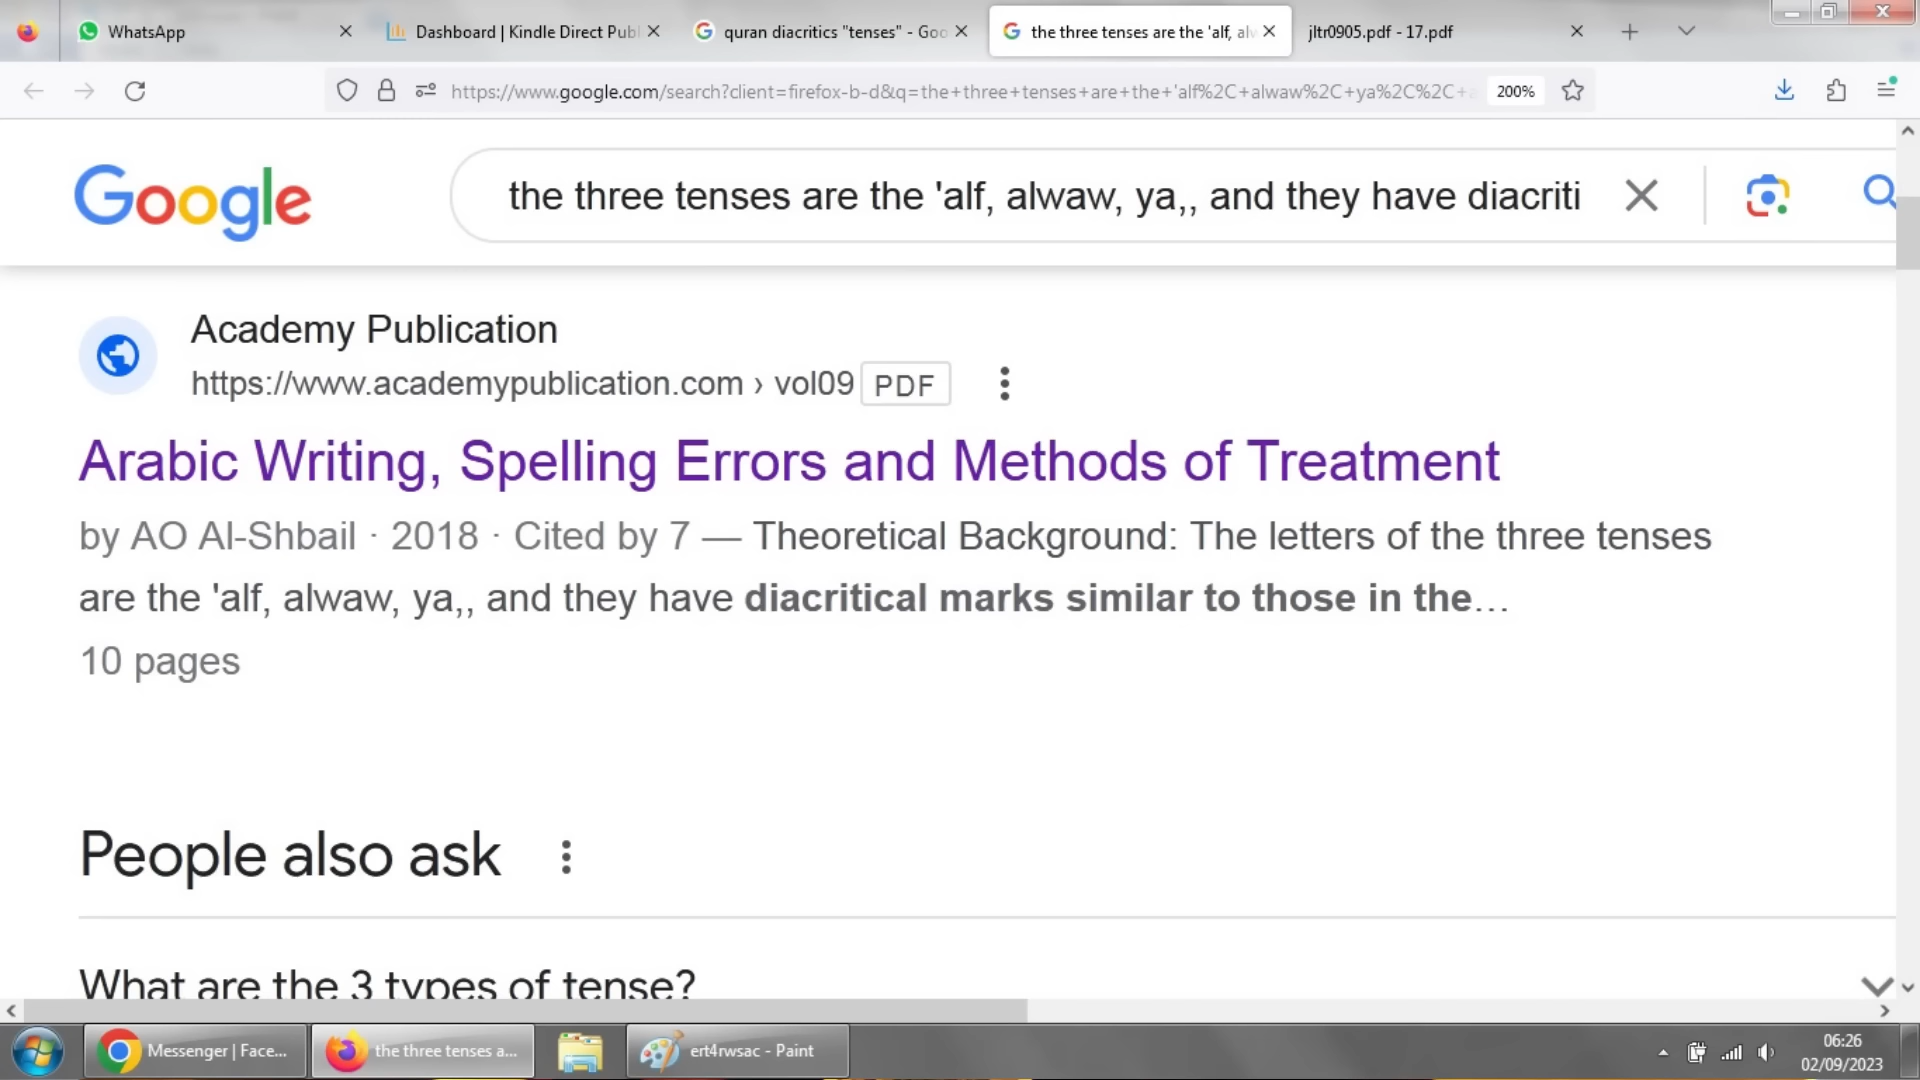 WhatsApp
Dashboard | Kindle Direct Publ
quran diacritics "tenses" - Goo
the three tenses are the 'alf, alw
jltr0905.pdf - 17.pdf
https://www.google.com/search?client=firefox-b-d&q=the+three+tenses+are+the+'alf%2C+alwaw%2C+ya%2C%2C+a
200%
Google
the three tenses are the 'alf, alwaw, ya,, and they have diacriti
Academy Publication
https://www.academypublication.com › vol09 PDF
Arabic Writing, Spelling Errors and Methods of Treatment
by AO Al-Shbail · 2018 · Cited by 7 — Theoretical Background: The letters of the three tenses
are the 'alf, alwaw, ya,, and they have diacritical marks similar to those in the...
10 pages
People also ask
What are the 3 types of tense?
Messenger | Face...
the three tenses a...
ert4rwsac - Paint
06:26
02/09/2023